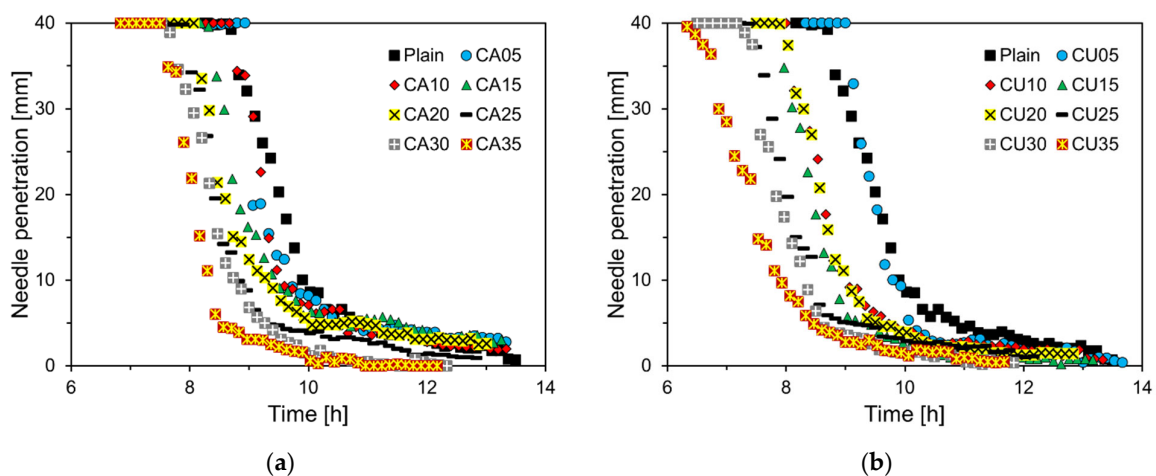 40
30
20
10
0
Needle penetration [mm]
Plain CA05
CA10 CA15
CA20 CA25
CA30 CA35
6 8 10 12 14
Time [h]
(a)
40
30
20
10
0
Needle penetration [mm]
Plain CU05
CU10 CU15
CU20 CU25
CU30 CU35
6 8 10 12 14
Time [h]
(b)